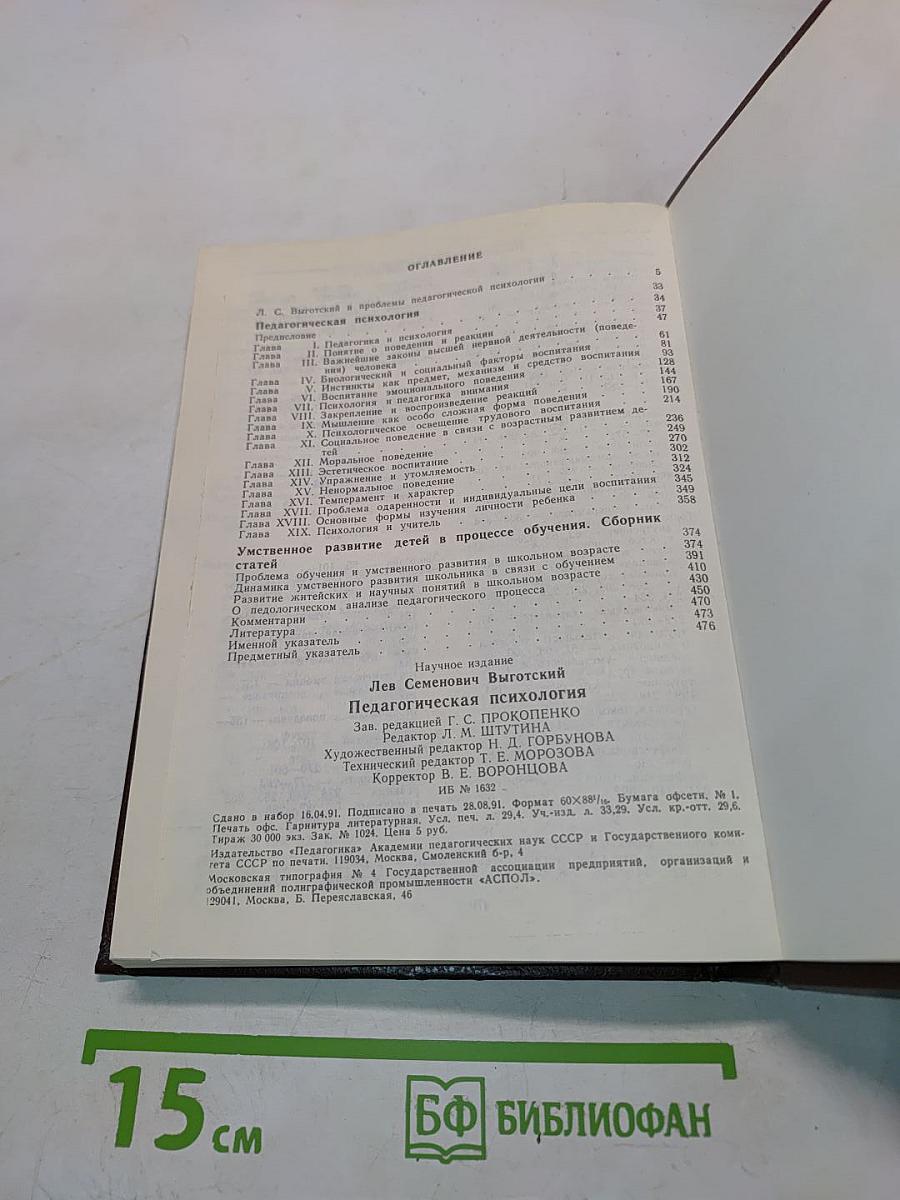 ОГЛАВЛЕНИЕ
Л. С. Выготский и проблемы педагогической психологии . . . . . 5
Педагогическая психология 33
Предисловие 34
Глава I. Педагогика и психология 37
Глава II. Понятие о поведении и реакции 47
Глава III. Важнейшие законы высшей нервной деятельности (поведе-
ния) человека 61
Глава IV. Биологический и социальный факторы воспитания 81
Глава V. Инстинкты как предмет, механизм и средство воспитания 93
Глава VI. Воспитание эмоционального поведения 128
Глава VII. Психология и педагогика внимания 144
Глава VIII. Закрепление и воспроизведение реакций 167
Глава IX. Мышление как особо сложная форма поведения 190
Глава X. Психологическое освещение трудового воспитания 214
Глава XI. Социальное поведение в связи с возрастным развитием де-
тей 236
Глава XII. Моральное поведение 249
Глава XIII. Эстетическое воспитание 270
Глава XIV. Упражнение и утомляемость 302
Глава XV. Ненормальное поведение 312
Глава XVI. Темперамент и характер 324
Глава XVII. Проблема одаренности и индивидуальные цели воспитания 345
Глава XVIII. Основные формы изучения личности ребенка 349
Глава XIX. Психология и учитель 358
Умственное развитие детей в процессе обучения. Сборник
статей 374
Проблема обучения и умственного развития в школьном возрасте 374
Динамика умственного развития школьника в связи с обучением 391
Развитие житейских и научных понятий в школьном возрасте 410
О педологическом анализе педагогического процесса 430
Комментарии 450
Литература 470
Именной указатель 473
Предметный указатель 476
Научное издание
Лев Семенович Выготский
Педагогическая психология
Зав. редакцией Г. С. ПРОКОПЕНКО
Редактор Л. М. ШТУТИНА
Художественный редактор Н. Д. ГОРБУНОВА
Технический редактор Т. Е. МОРОЗОВА
Корректор В. Е. ВОРОНЦОВА
ИБ № 1632
Сдано в набор 16.04.91. Подписано в печать 28.08.91. Формат 60×88¹/₁₆. Бумага офсетн. № 1.
Печать офс. Гарнитура литературная. Усл. печ. л. 29,4. Уч.-изд. л. 33,29. Усл. кр.-отт. 29,6.
Тираж 30 000 экз. Зак. № 1024. Цена 5 руб.
Издательство «Педагогика» Академии педагогических наук СССР и Государственного коми-
тета СССР по печати. 119034, Москва, Смоленский б-р, 4
Московская типография № 4 Государственной ассоциации предприятий, организаций и
объединений полиграфической промышленности «АСПОЛ».
129041, Москва, Б. Переяславская, 46
15 см
БФ БИБЛИОФАН